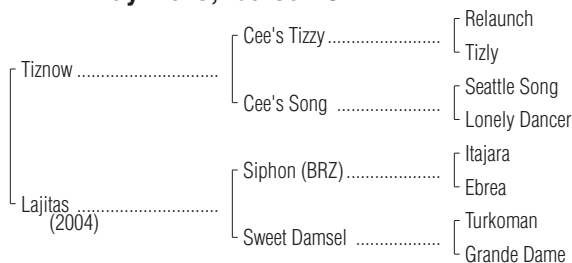 Relaunch
Cee's Tizzy ........................
Tizly
Tiznow ........................................
Seattle Song
Cee's Song .............................
Lonely Dancer
Itajara
Siphon (BRZ)..........................
Ebrea
Lajitas ........................................
(2004)
Turkoman
Sweet Damsel ........................
Grande Dame